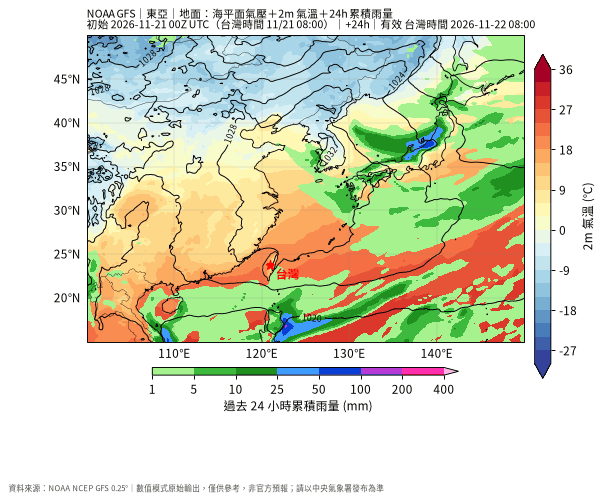 NOAA GFS｜東亞｜地面：海平面氣壓＋2m 氣溫＋24h 累積雨量
初始 2026-11-21 00Z UTC（台灣時間 11/21 08:00）｜+24h｜有效 台灣時間 2026-11-22 08:00
45°N
40°N
35°N
30°N
25°N
20°N
110°E 120°E 130°E 140°E
1028
1028
1028
1024
1032
1020
台灣
36
27
18
9
0
-9
-18
-27
2m 氣溫 (°C)
1 5 10 25 50 100 200 400
過去 24 小時累積雨量 (mm)
資料來源：NOAA NCEP GFS 0.25°｜數值模式原始輸出，僅供參考，非官方預報；請以中央氣象署發布為準